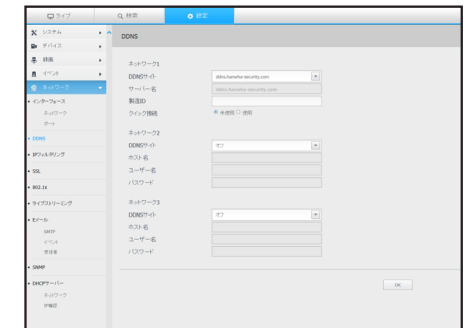 ライブ
検索
設定
システム
デバイス
録画
イベント
ネットワーク
インターフェース
ネットワーク
ポート
DDNS
IPフィルタリング
SSL
802.1x
ライブストリーミング
Eメール
SMTP
イベント
受信者
SNMP
DHCPサーバー
ネットワーク
IP確認
DDNS
ネットワーク1
DDNSサイト ddns.hanwha-security.com
サーバー名 ddns.hanwha-security.com
製造ID
クイック接続 未使用 使用
ネットワーク2
DDNSサイト オフ
ホスト名
ユーザー名
パスワード
ネットワーク3
DDNSサイト オフ
ホスト名
ユーザー名
パスワード
OK